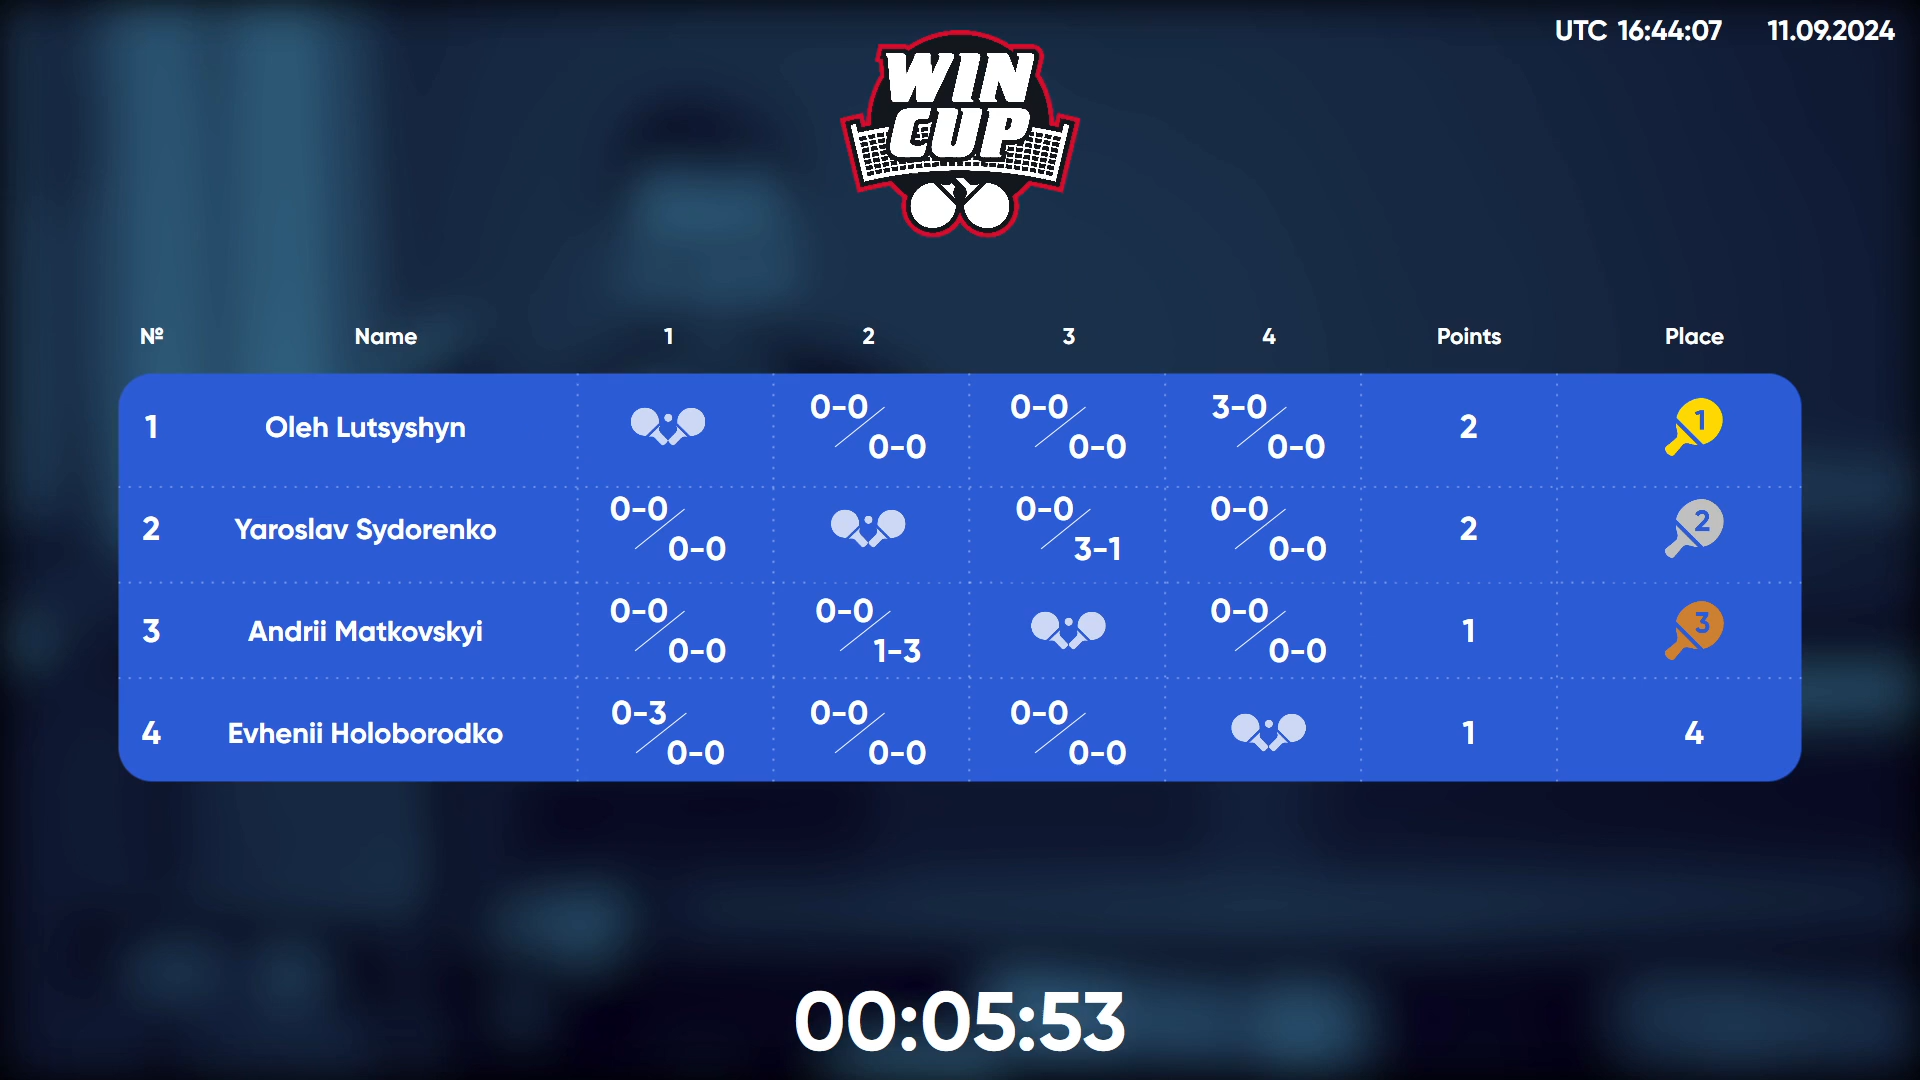 UTC 16:44:07 11.09.2024
WIN
CUP
№ Name 1 2 3 4 Points Place
1 Oleh Lutsyshyn 0-0 0-0 0-0 0-0 3-0 0-0 2 1
2 Yaroslav Sydorenko 0-0 0-0 0-0 3-1 0-0 0-0 2 2
3 Andrii Matkovskyi 0-0 0-0 0-0 1-3 0-0 0-0 1 3
4 Evhenii Holoborodko 0-3 0-0 0-0 0-0 0-0 0-0 1 4
00:05:53